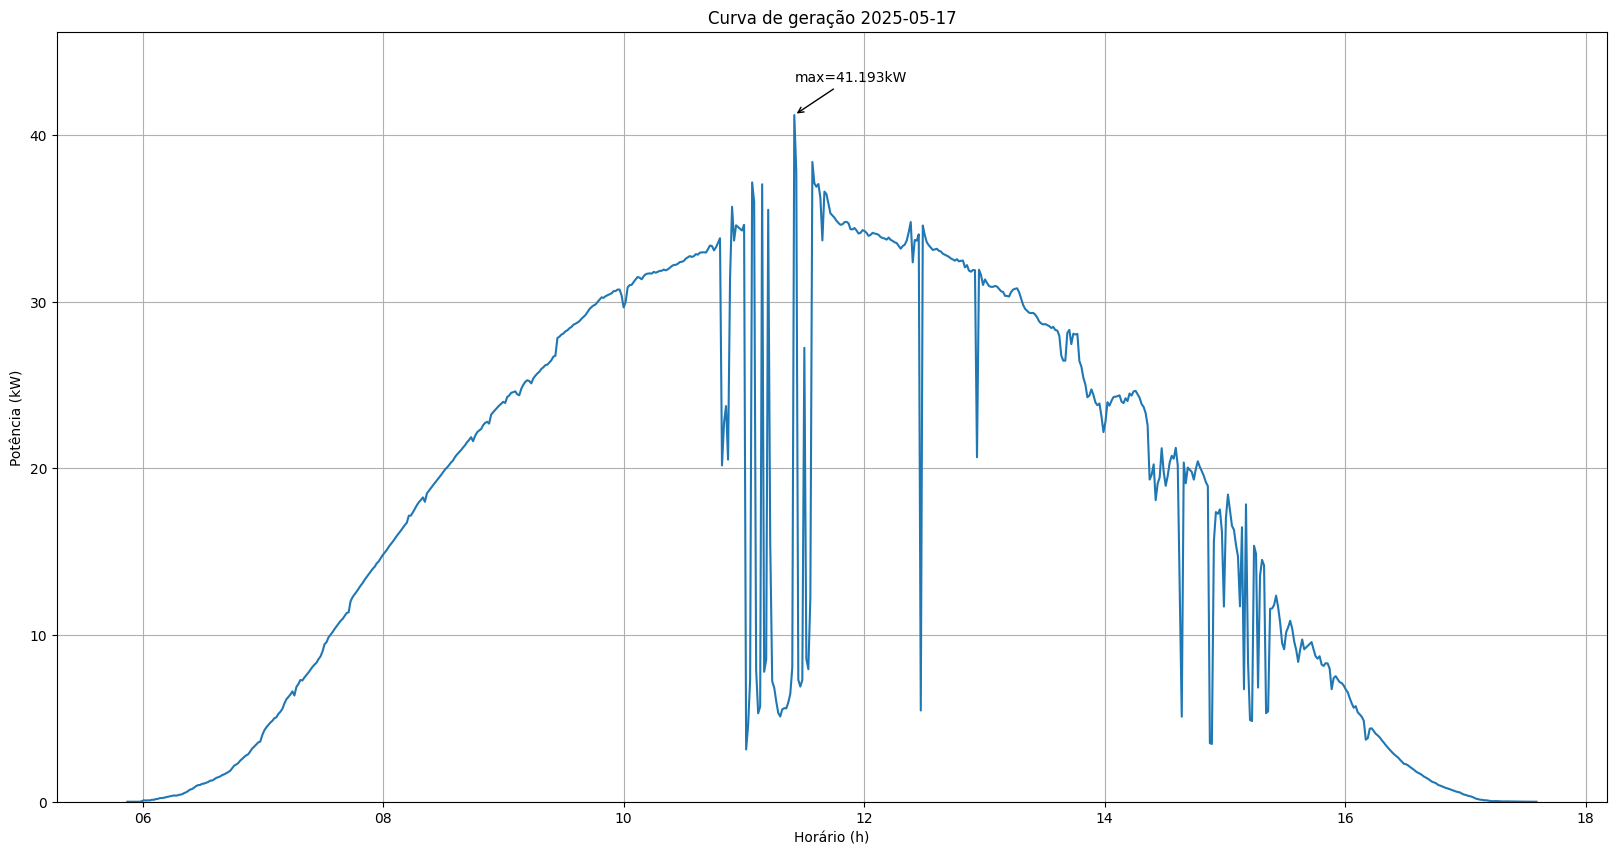 Curva de geração 2025-05-17
max=41.193kW
40
30
20
10
0
Potência (kW)
06 08 10 12 14 16 18
Horário (h)